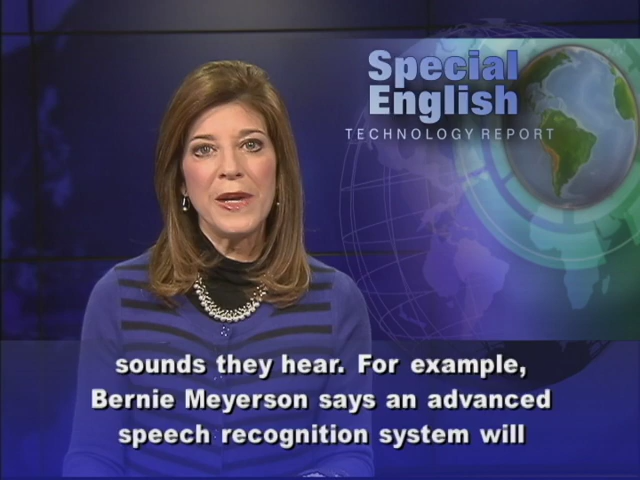 Special
English
TECHNOLOGY REPORT
sounds they hear. For example,
Bernie Meyerson says an advanced
speech recognition system will